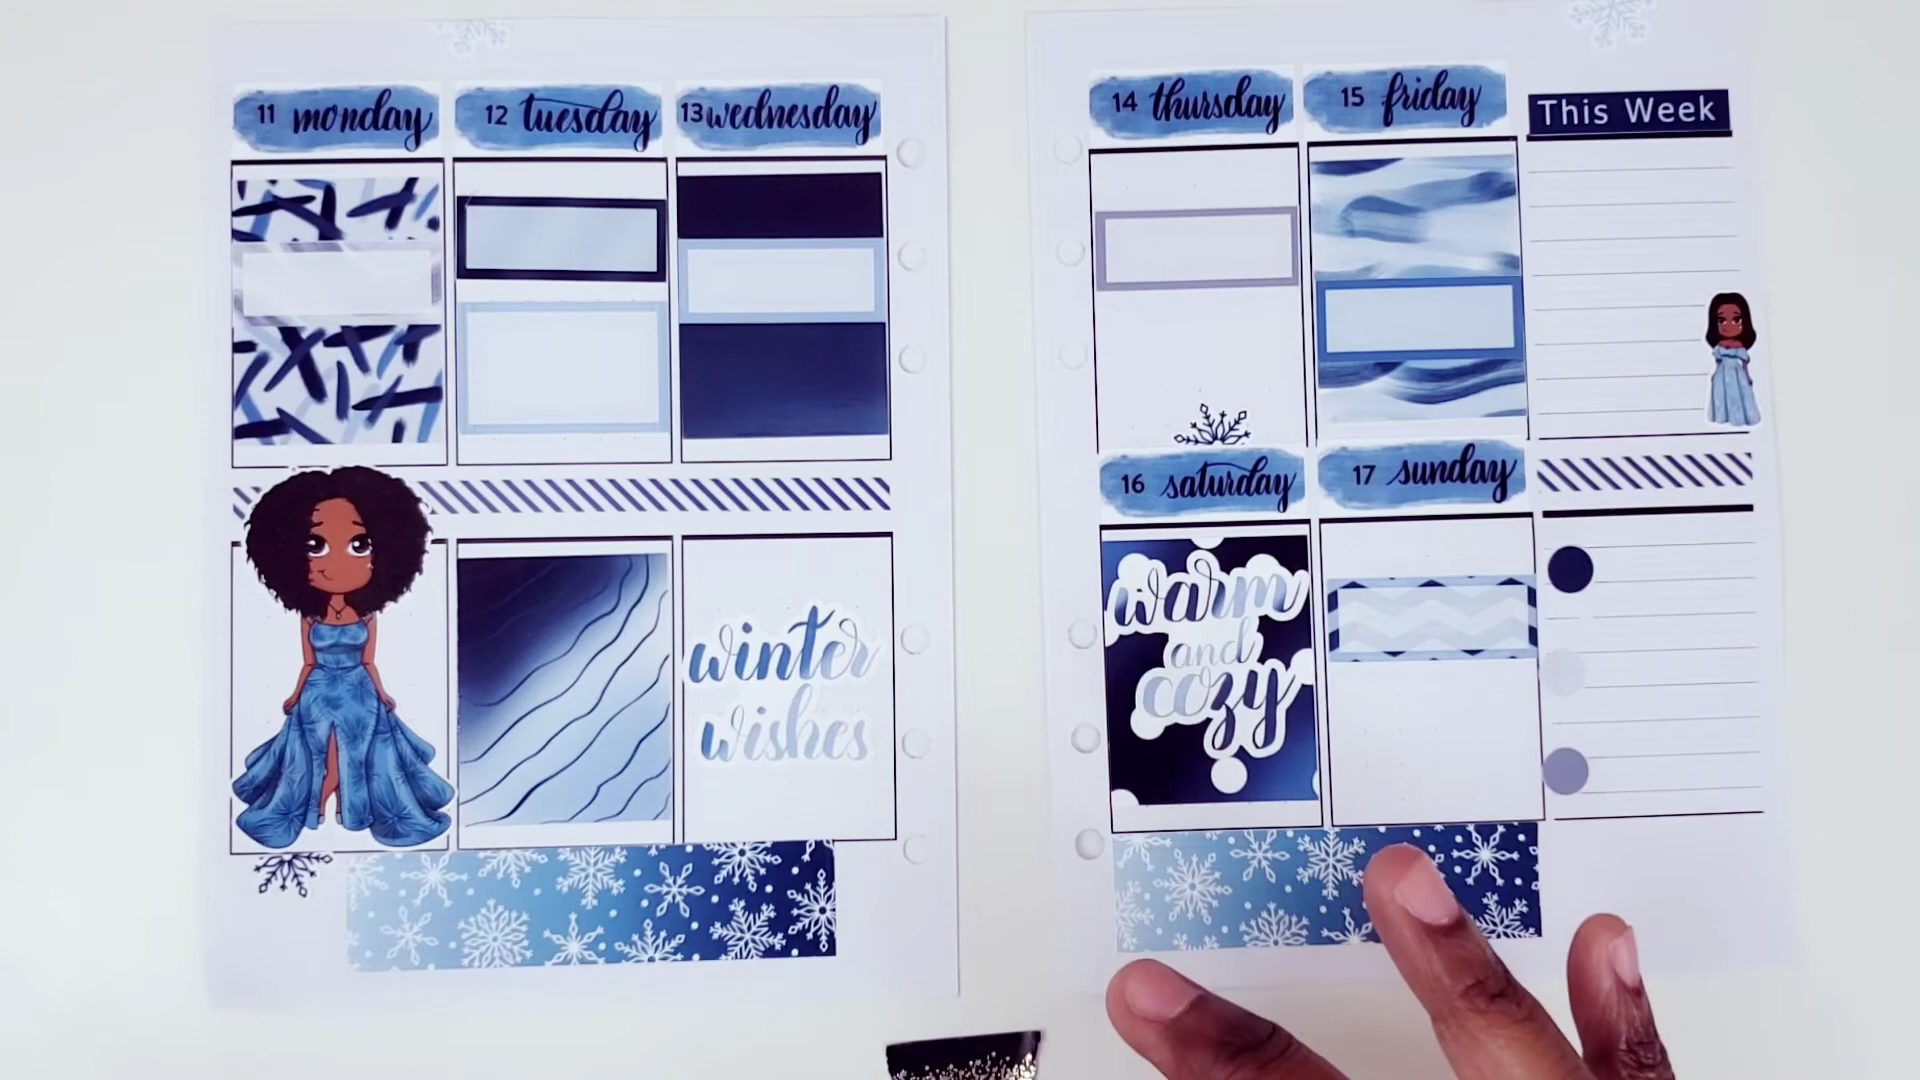 11 monday
12 tuesday
13 wednesday
14 thursday
15 friday
This Week
16 saturday
17 sunday
winter
wishes
warm
and
cozy